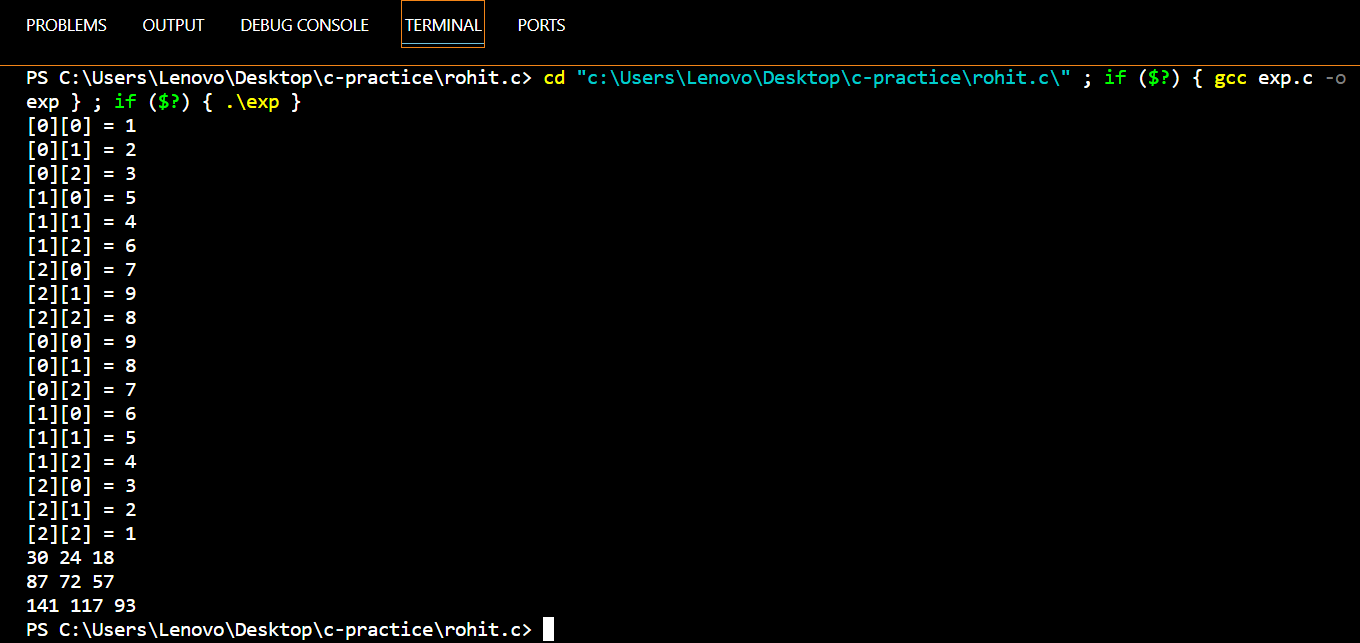 PROBLEMS OUTPUT DEBUG CONSOLE TERMINAL PORTS
PS C:\Users\Lenovo\Desktop\c-practice\rohit.c> cd "c:\Users\Lenovo\Desktop\c-practice\rohit.c\" ; if ($?) { gcc exp.c -o
exp } ; if ($?) { .\exp }
[0][0] = 1
[0][1] = 2
[0][2] = 3
[1][0] = 5
[1][1] = 4
[1][2] = 6
[2][0] = 7
[2][1] = 9
[2][2] = 8
[0][0] = 9
[0][1] = 8
[0][2] = 7
[1][0] = 6
[1][1] = 5
[1][2] = 4
[2][0] = 3
[2][1] = 2
[2][2] = 1
30 24 18
87 72 57
141 117 93
PS C:\Users\Lenovo\Desktop\c-practice\rohit.c>